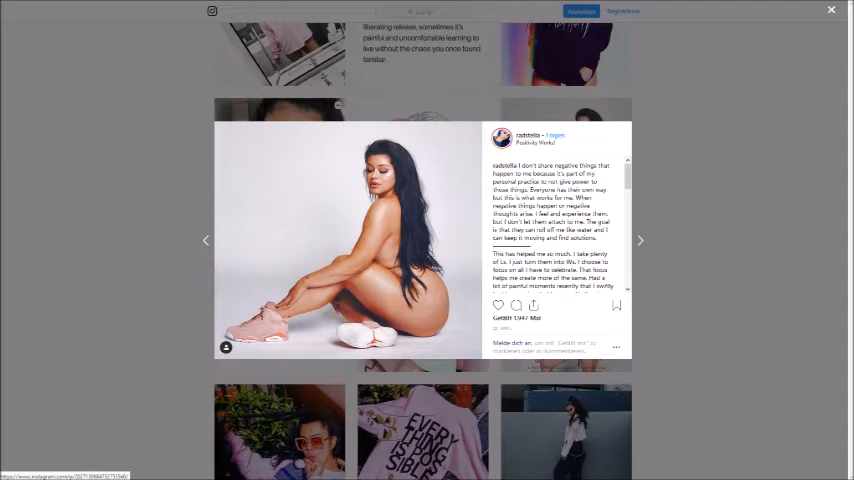 Anmelden
Registrieren
liberating release, sometimes it's
painful and uncomfortable learning to
live without the chaos you once found
familiar.
radstella • Folgen
Positivity Works!
radstella I don't share negative things that
happen to me because it's part of my
personal practice to not give power to
those things. Everyone has their own way
but this is what works for me. When
negative things happen or negative
thoughts arise. I feel and experience them,
but I don't let them attach to me. The goal
is that they can roll off me like water and I
can keep it moving and find solutions.
This has helped me so much. I take plenty
of Ls. I just turn them into Ws. I choose to
focus on all I have to celebrate. That focus
helps me create more of the same. Had a
lot of painful moments recently that I swiftly
Gefällt 1.947 Mal
Melde dich an, um mit „Gefällt mir" zu
markieren oder zu kommentieren.
EVERY
THING
IS POS
SIBLE